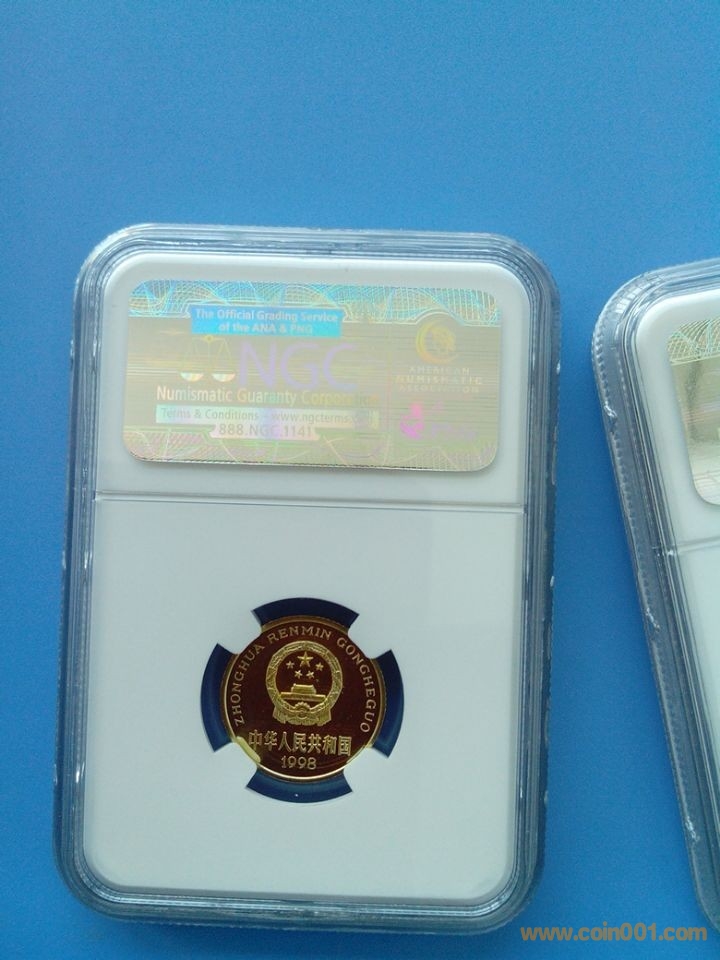 The Official Grading Service
of the ANA & PNG
NGC
Numismatic Guaranty Corporation
Terms & Conditions - www.ngcterms.
888.NGC.1141
AMERICAN
NUMISMATIC
ASSOCIATION
ZHONGHUA RENMIN GONGHEGUO
中华人民共和国
1998
www.coin001.com